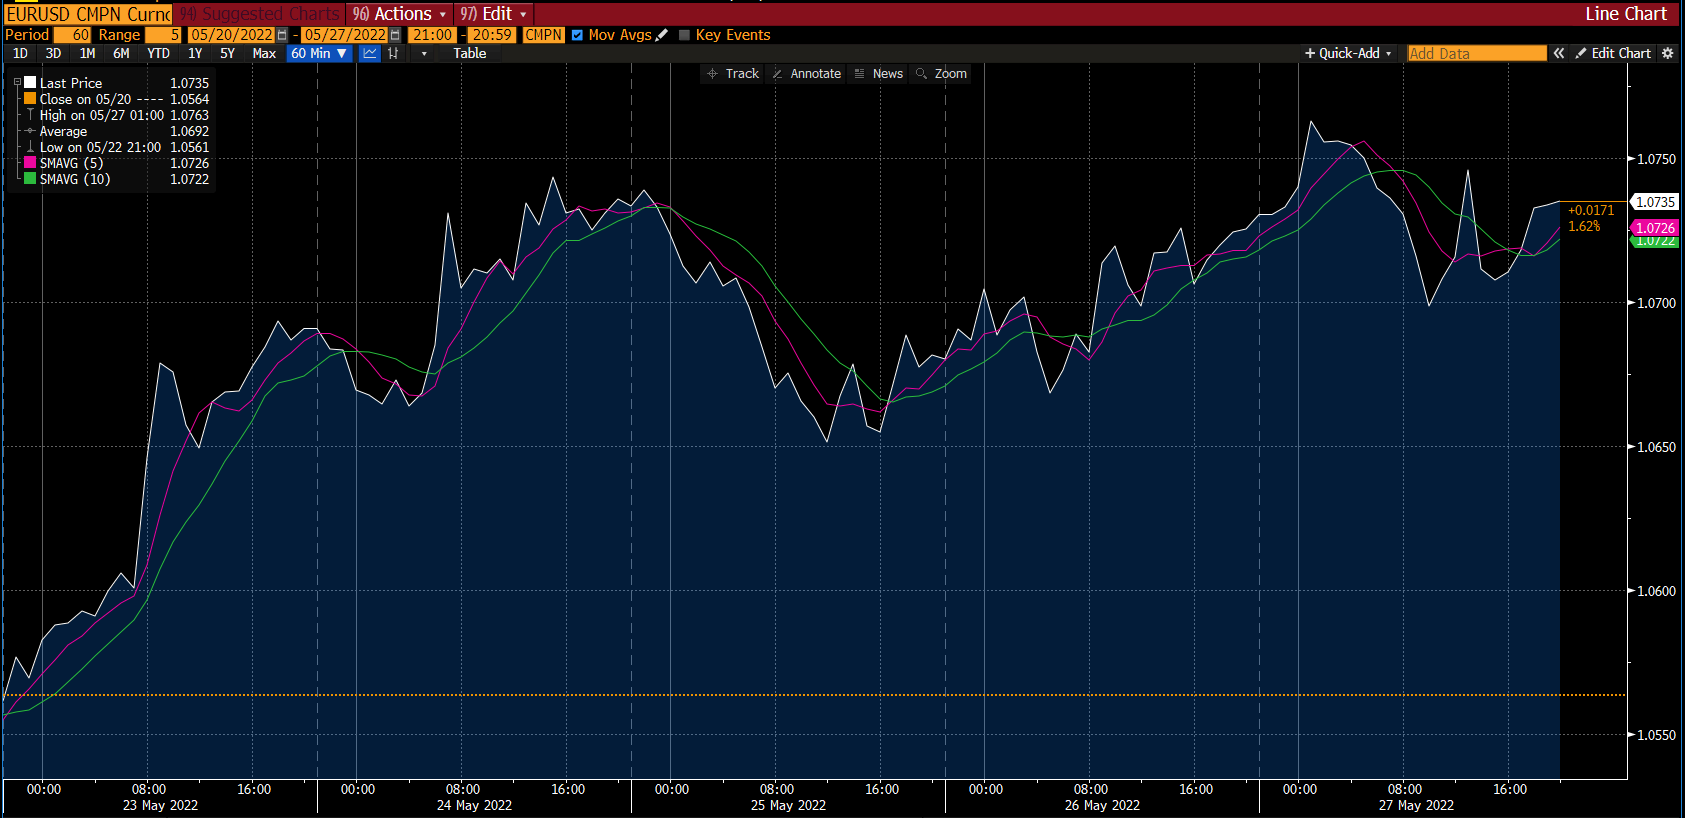 EURUSD CMPN Curnc 94) Suggested Charts 96) Actions 97) Edit Line Chart
Period 60 Range 5 05/20/2022 - 05/27/2022 21:00 - 20:59 CMPN Mov Avgs Key Events
1D 3D 1M 6M YTD 1Y 5Y Max 60 Min ▼ Table + Quick-Add Add Data « Edit Chart
Track Annotate News Zoom
Last Price 1.0735
Close on 05/20 ---- 1.0564
High on 05/27 01:00 1.0763
Average 1.0692
Low on 05/22 21:00 1.0561
SMAVG (5) 1.0726
SMAVG (10) 1.0722
1.0750
1.0735
+0.0171
1.62%
1.0726
1.0722
1.0700
1.0650
1.0600
1.0550
00:00 08:00 16:00 00:00 08:00 16:00 00:00 08:00 16:00 00:00 08:00 16:00 00:00 08:00 16:00
23 May 2022 24 May 2022 25 May 2022 26 May 2022 27 May 2022